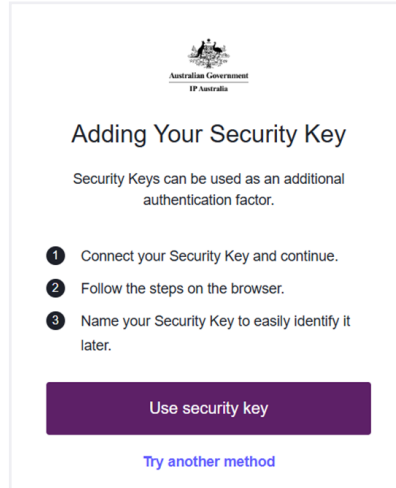 Australian Government
IP Australia
Adding Your Security Key
Security Keys can be used as an additional
authentication factor.
1 Connect your Security Key and continue.
2 Follow the steps on the browser.
3 Name your Security Key to easily identify it
later.
Use security key
Try another method